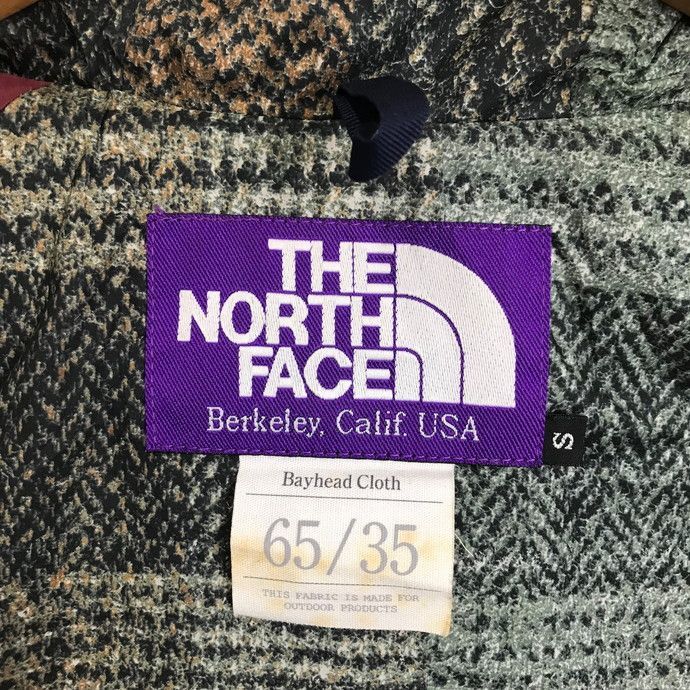 THE
NORTH
FACE
Berkeley, Calif. USA
S
Bayhead Cloth
65/35
THIS FABRIC IS MADE FOR
OUTDOOR PRODUCTS